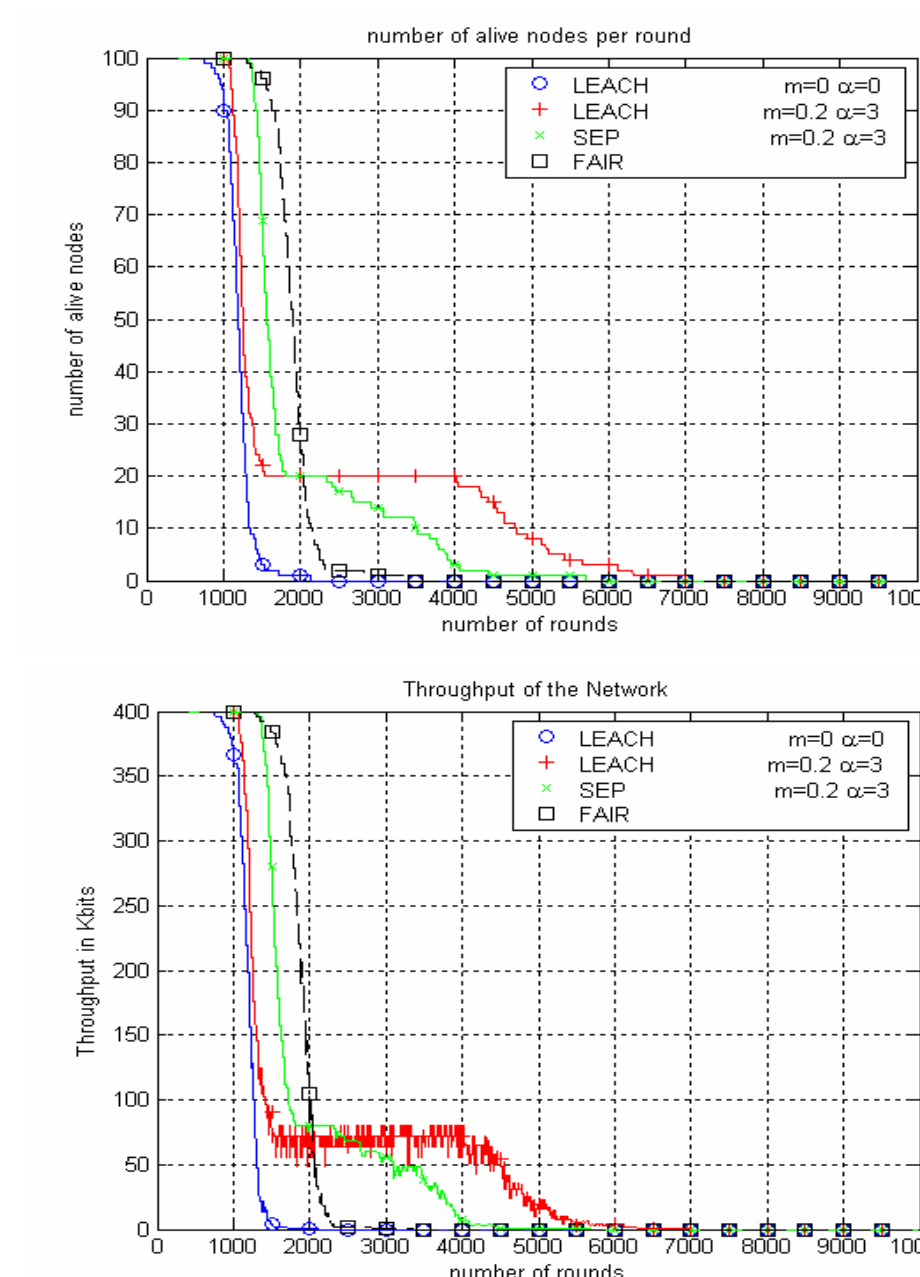 number of alive nodes per round
100
90
80
70
60
50
40
30
20
10
0
number of alive nodes
LEACH m=0 α=0
LEACH m=0.2 α=3
SEP m=0.2 α=3
FAIR
0 1000 2000 3000 4000 5000 6000 7000 8000 9000 100
number of rounds
Throughput of the Network
400
350
300
250
200
150
100
50
0
Throughput in Kbits
LEACH m=0 α=0
LEACH m=0.2 α=3
SEP m=0.2 α=3
FAIR
0 1000 2000 3000 4000 5000 6000 7000 8000 9000 100
number of rounds